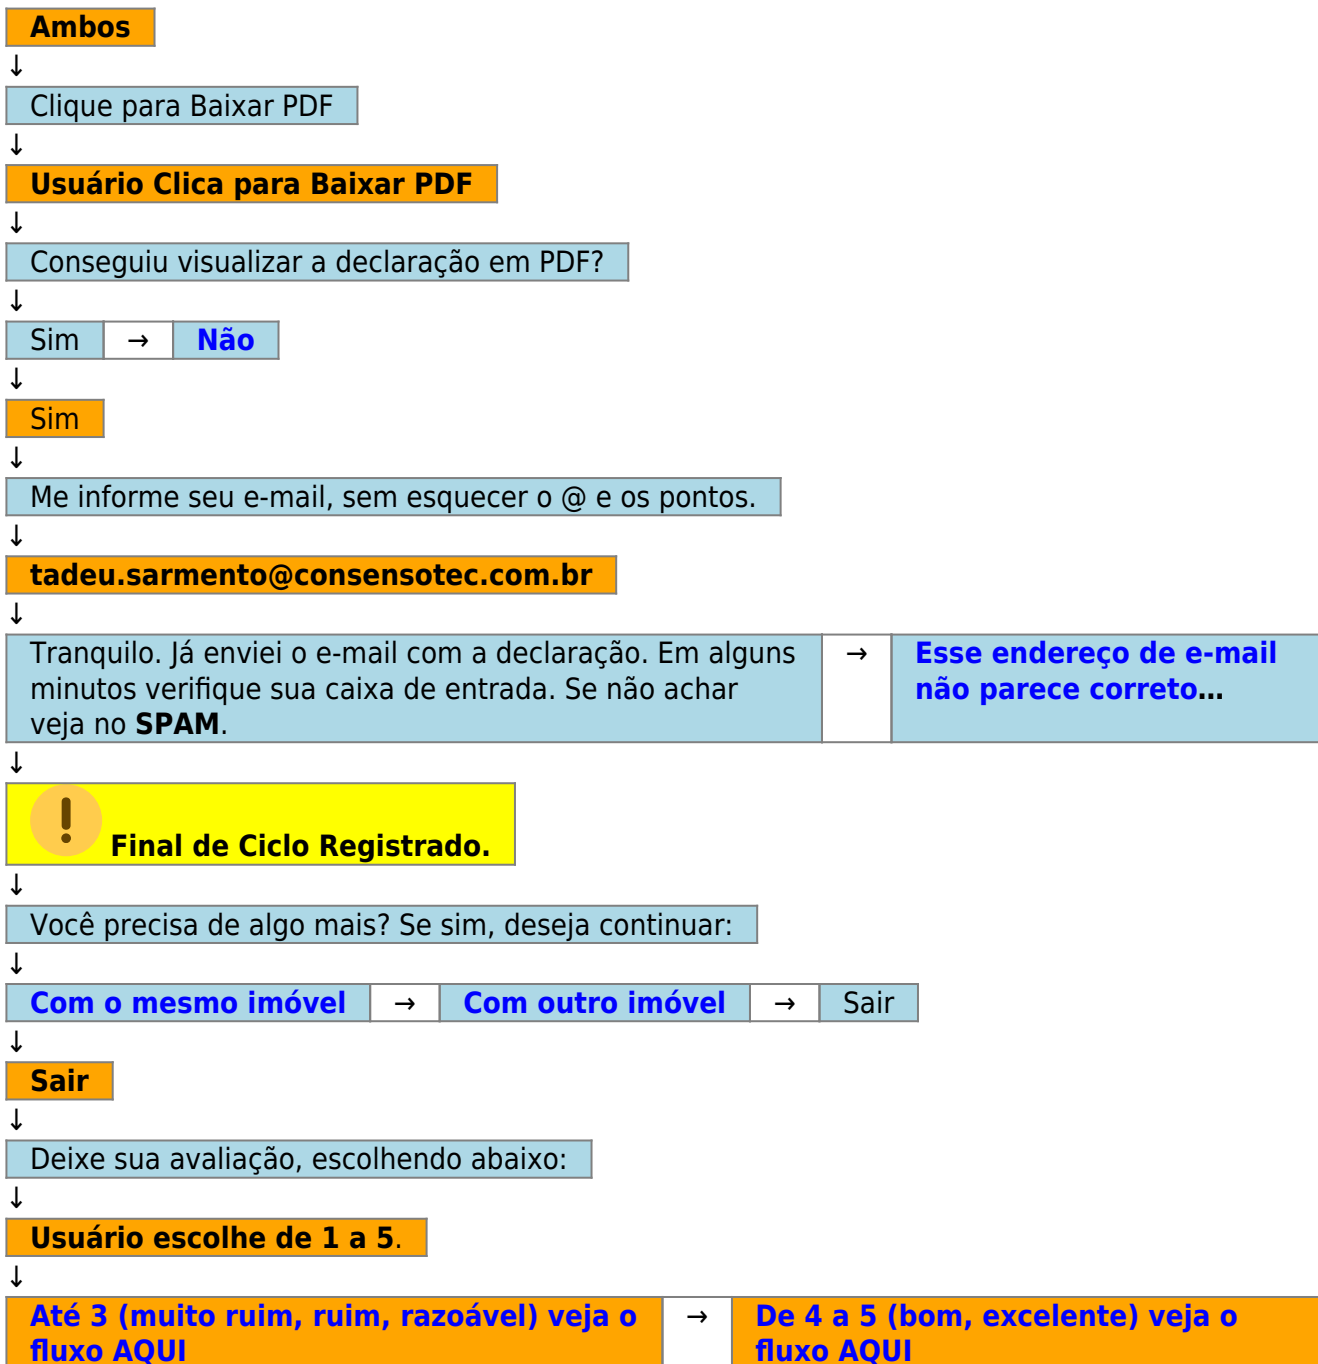 Ambos
↓
Clique para Baixar PDF
↓
Usuário Clica para Baixar PDF
↓
Conseguiu visualizar a declaração em PDF?
↓
Sim → Não
↓
Sim
↓
Me informe seu e-mail, sem esquecer o @ e os pontos.
↓
tadeu.sarmento@consensotec.com.br
↓
Tranquilo. Já enviei o e-mail com a declaração. Em alguns
minutos verifique sua caixa de entrada. Se não achar
veja no SPAM.
→
Esse endereço de e-mail
não parece correto...
↓
! Final de Ciclo Registrado.
↓
Você precisa de algo mais? Se sim, deseja continuar:
↓
Com o mesmo imóvel → Com outro imóvel → Sair
↓
Sair
↓
Deixe sua avaliação, escolhendo abaixo:
↓
Usuário escolhe de 1 a 5.
↓
Até 3 (muito ruim, ruim, razoável) veja o
fluxo AQUI
→
De 4 a 5 (bom, excelente) veja o
fluxo AQUI